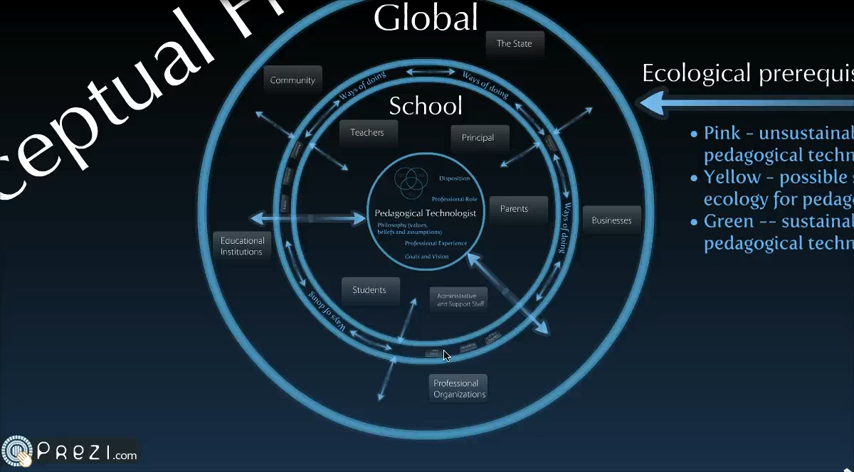 ceptual Fr
Global
The State
Community
Ways of doing
Ways of doing
School
Teachers
Principal
Disposition
Professional Role
Pedagogical Technologist
Philosophy (values,
beliefs and assumptions)
Professional Experience
Goals and Vision
Parents
Ways of doing
Businesses
Educational
Institutions
Students
Administrative
and Support Staff
Ways of doing
Professional
Organizations
Ecological prerequis
Pink - unsustainab
pedagogical techn
Yellow - possible s
ecology for pedag
Green -- sustainab
pedagogical techn
Prezi.com